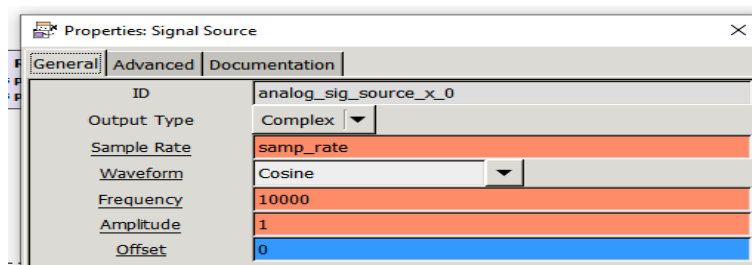 Properties: Signal Source
General Advanced Documentation
ID analog_sig_source_x_0
Output Type Complex
Sample Rate samp_rate
Waveform Cosine
Frequency 10000
Amplitude 1
Offset 0